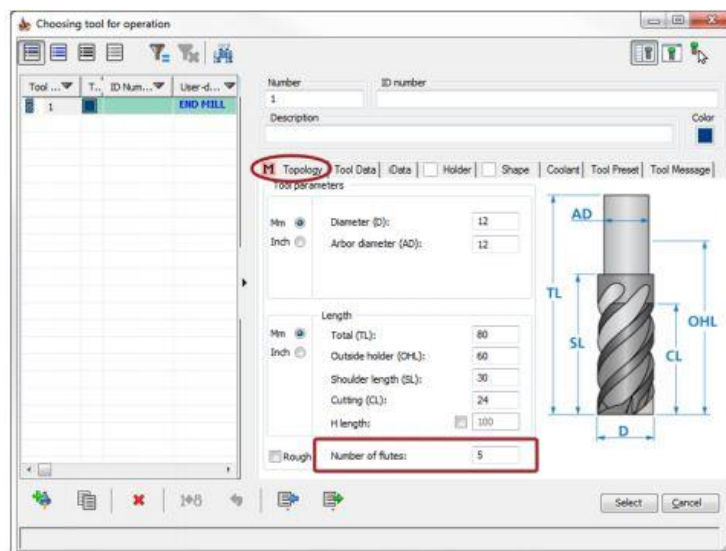 Choosing tool for operation
Tool ... T.. ID Num... User-d...
1 END MILL
Number ID number
1
Description Color
M Topology Tool Data iData Holder Shape Coolant Tool Preset Tool Message
Tool parameters
Mm Diameter (D): 12
Inch Arbor diameter (AD): 12
Length
Mm Total (TL): 80
Inch Outside holder (OHL): 60
Shoulder length (SL): 30
Cutting (CL): 24
H length: 100
Rough Number of flutes: 5
AD
TL
OHL
SL
CL
D
Select Cancel